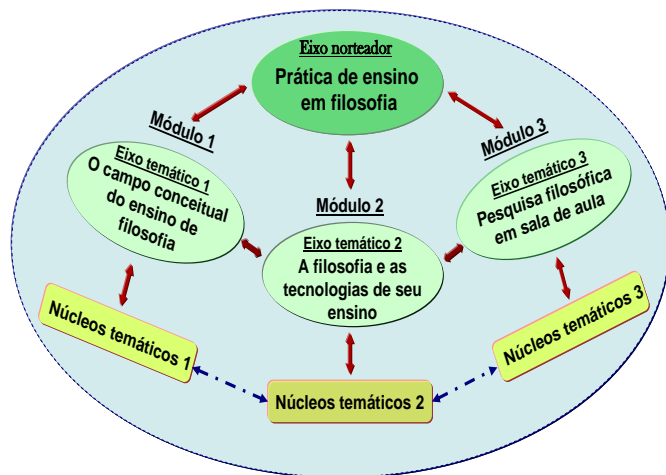 Eixo norteador
Prática de ensino
em filosofia
Módulo 1
Eixo temático 1
O campo conceitual
do ensino de
filosofia
Módulo 2
Eixo temático 2
A filosofia e as
tecnologias de seu
ensino
Módulo 3
Eixo temático 3
Pesquisa filosófica
em sala de aula
Núcleos temáticos 1
Núcleos temáticos 2
Núcleos temáticos 3